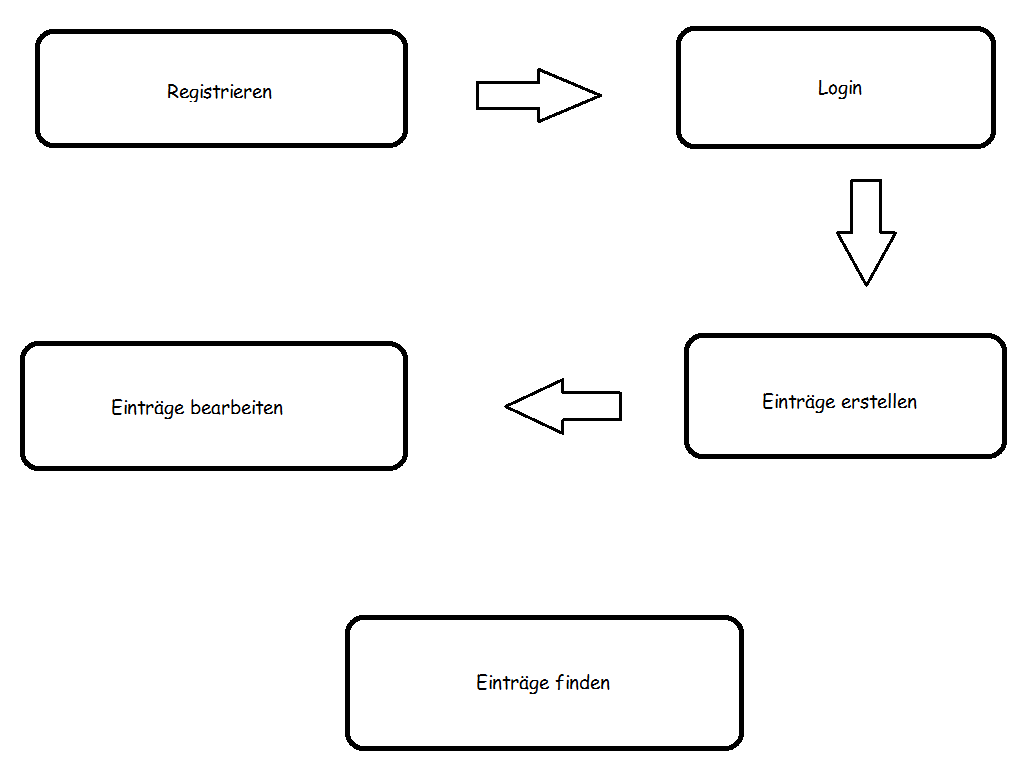 Registrieren
Login
Einträge bearbeiten
Einträge erstellen
Einträge finden